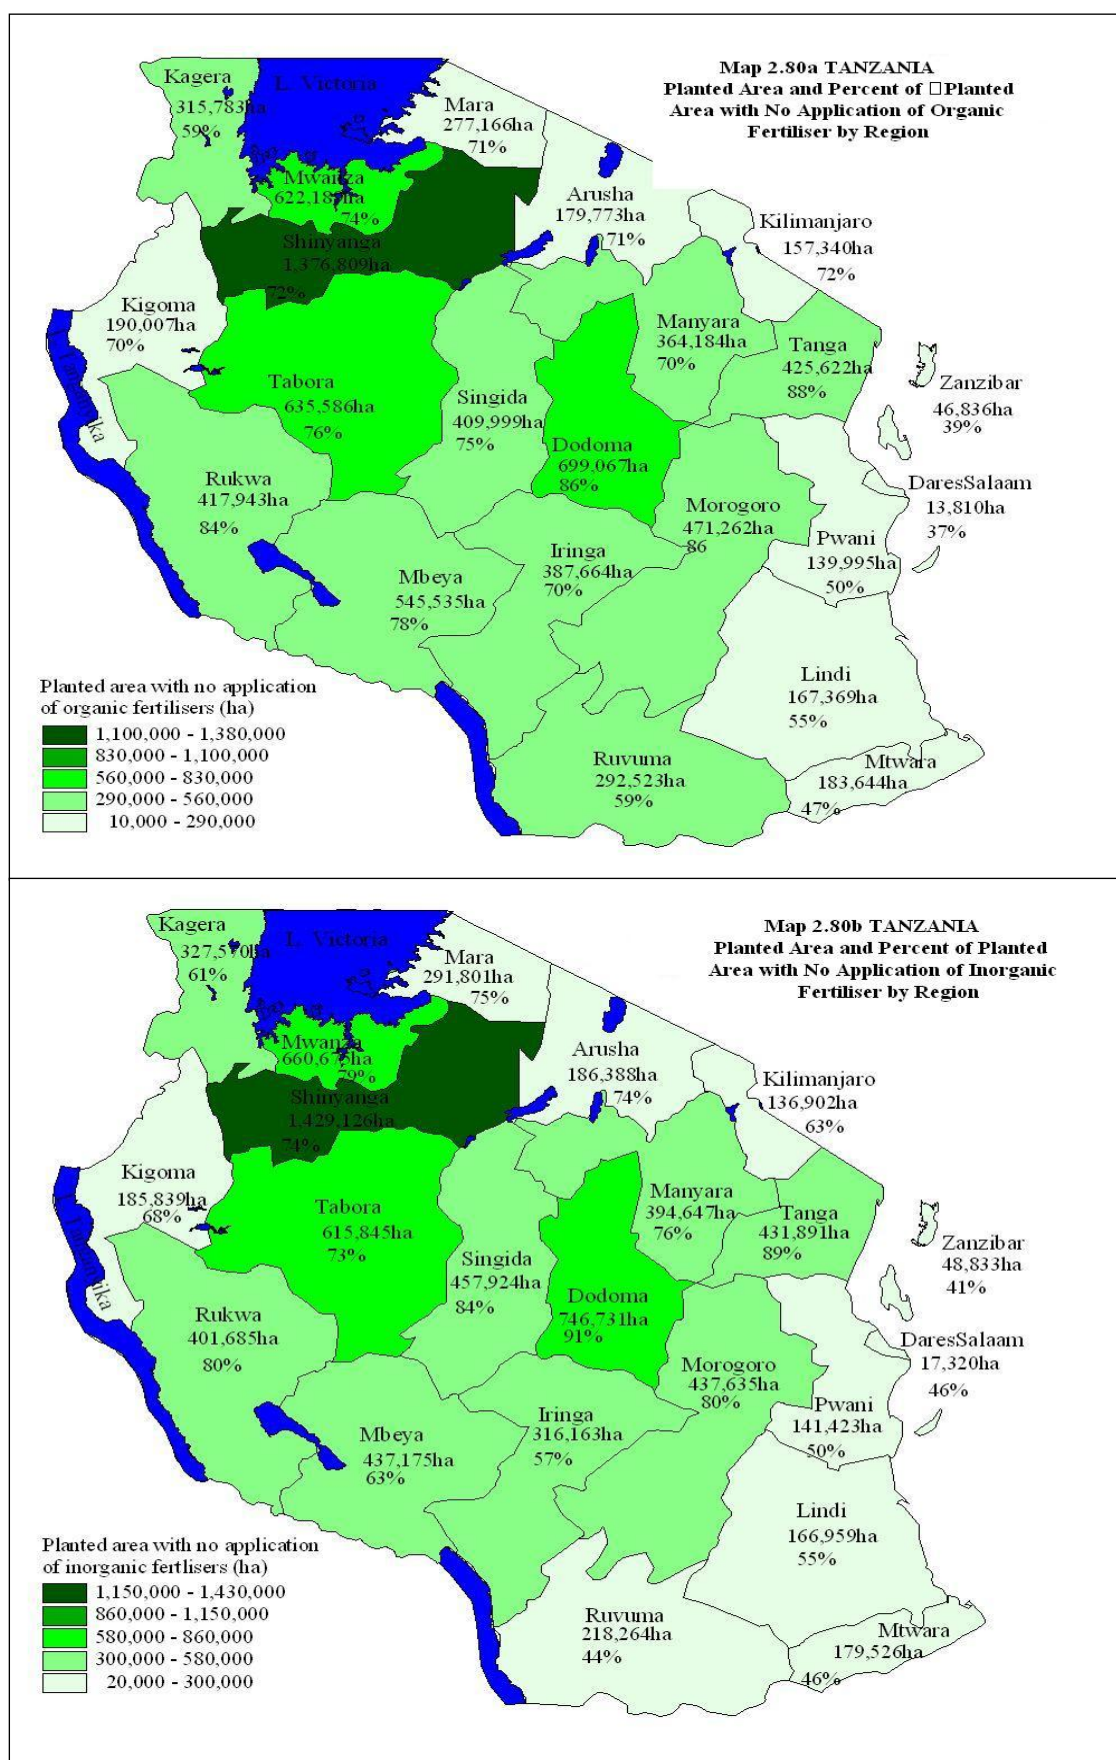 Map 2.80a TANZANIA
Planted Area and Percent of □Planted
Area with No Application of Organic
Fertiliser by Region
Kagera
315,783ha
59%
L. Victoria
Mara
277,166ha
71%
Mwanza
622,187ha
74%
Arusha
179,773ha
71%
Kilimanjaro
157,340ha
72%
Shinyanga
1,376,809ha
72%
Kigoma
190,007ha
70%
Manyara
364,184ha
70%
Tanga
425,622ha
88%
Tabora
635,586ha
76%
Singida
409,999ha
75%
Zanzibar
46,836ha
39%
Dodoma
699,067ha
86%
L. Tanganyika
Rukwa
417,943ha
84%
DaresSalaam
13,810ha
37%
Morogoro
471,262ha
86
Pwani
139,995ha
50%
Iringa
387,664ha
70%
Mbeya
545,535ha
78%
Lindi
167,369ha
55%
Ruvuma
292,523ha
59%
Mtwara
183,644ha
47%
Planted area with no application
of organic fertilisers (ha)
1,100,000 - 1,380,000
830,000 - 1,100,000
560,000 - 830,000
290,000 - 560,000
10,000 - 290,000
Map 2.80b TANZANIA
Planted Area and Percent of Planted
Area with No Application of Inorganic
Fertiliser by Region
Kagera
327,570ha
61%
L. Victoria
Mara
291,801ha
75%
Mwanza
79%
Arusha
186,388ha
74%
Kilimanjaro
136,902ha
63%
Shinyanga
1,429,126ha
74%
Kigoma
185,839ha
68%
Manyara
394,647ha
76%
Tanga
431,891ha
89%
Tabora
615,845ha
73%
Singida
457,924ha
84%
Zanzibar
48,833ha
41%
Dodoma
746,731ha
91%
L. Tanganyika
Rukwa
401,685ha
80%
DaresSalaam
17,320ha
46%
Morogoro
437,635ha
80%
Pwani
141,423ha
50%
Iringa
316,163ha
57%
Mbeya
437,175ha
63%
Lindi
166,959ha
55%
Ruvuma
218,264ha
44%
Mtwara
179,526ha
46%
Planted area with no application
of inorganic fertlisers (ha)
1,150,000 - 1,430,000
860,000 - 1,150,000
580,000 - 860,000
300,000 - 580,000
20,000 - 300,000